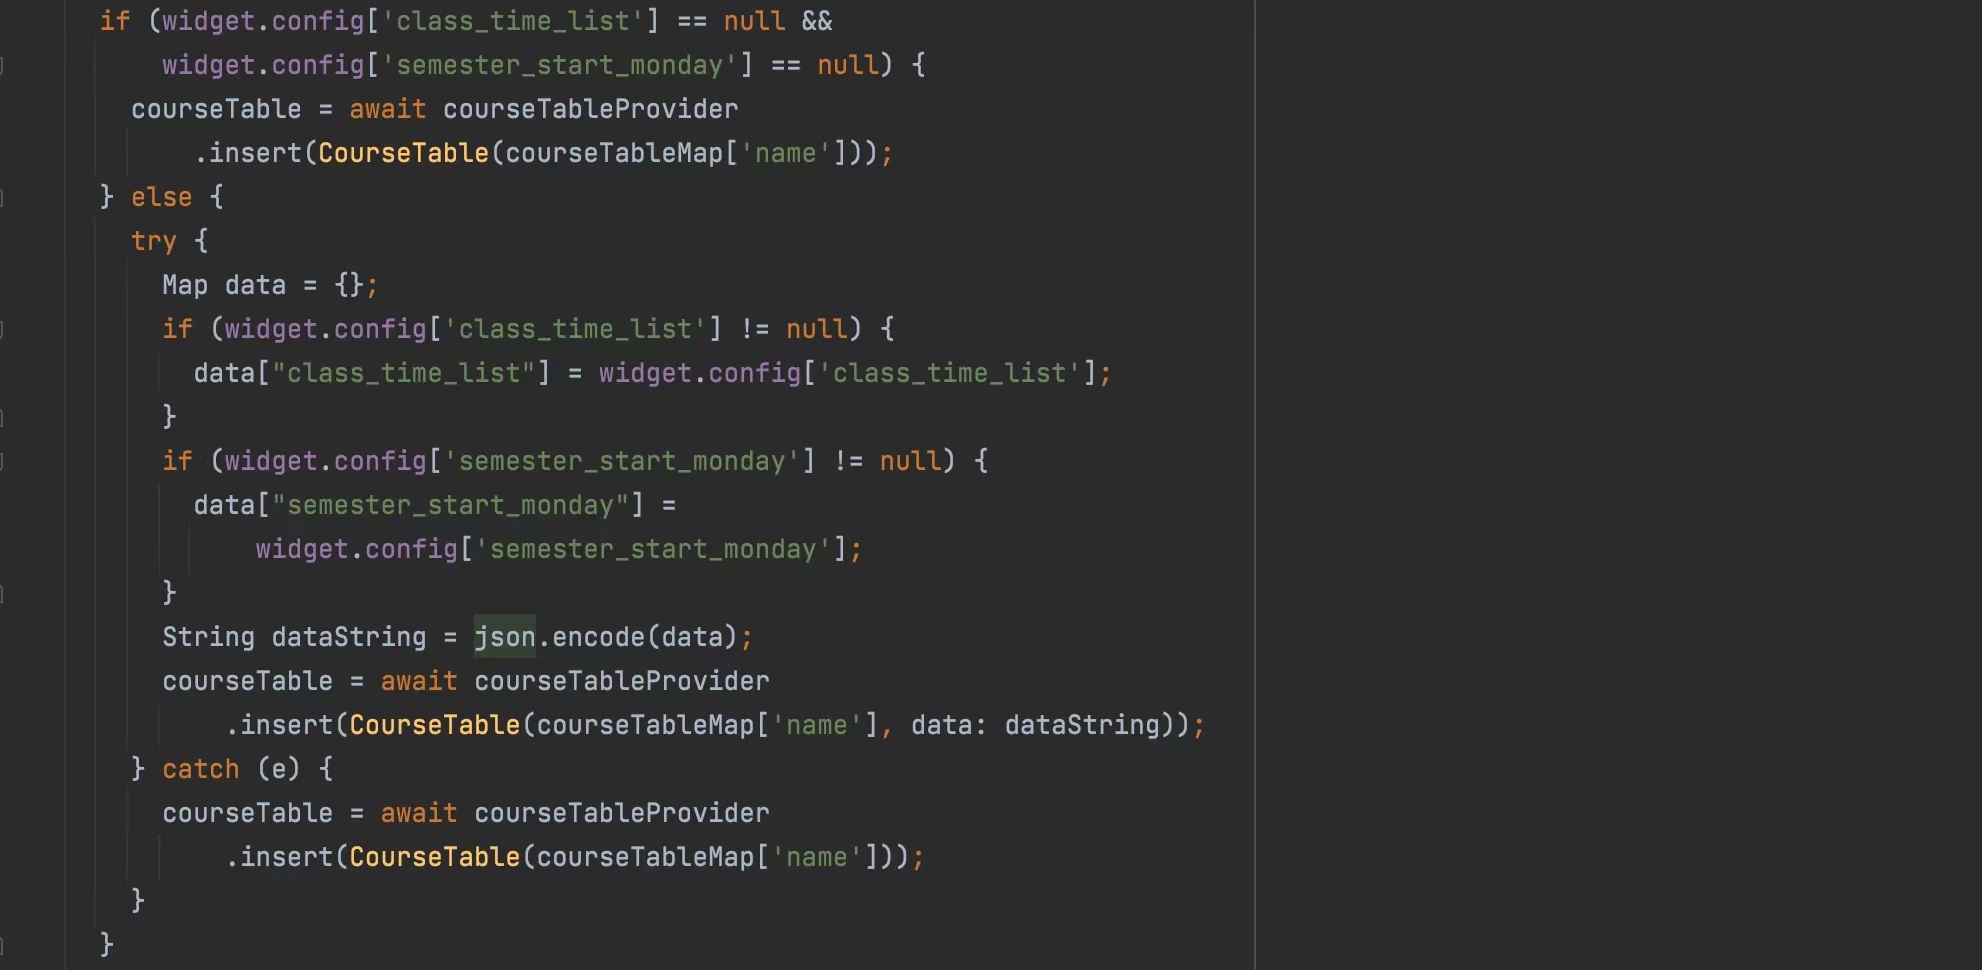 if (widget.config['class_time_list'] == null &&
widget.config['semester_start_monday'] == null) {
courseTable = await courseTableProvider
.insert(CourseTable(courseTableMap['name']));
} else {
try {
Map data = {};
if (widget.config['class_time_list'] != null) {
data["class_time_list"] = widget.config['class_time_list'];
}
if (widget.config['semester_start_monday'] != null) {
data["semester_start_monday"] =
widget.config['semester_start_monday'];
}
String dataString = json.encode(data);
courseTable = await courseTableProvider
.insert(CourseTable(courseTableMap['name'], data: dataString));
} catch (e) {
courseTable = await courseTableProvider
.insert(CourseTable(courseTableMap['name']));
}
}